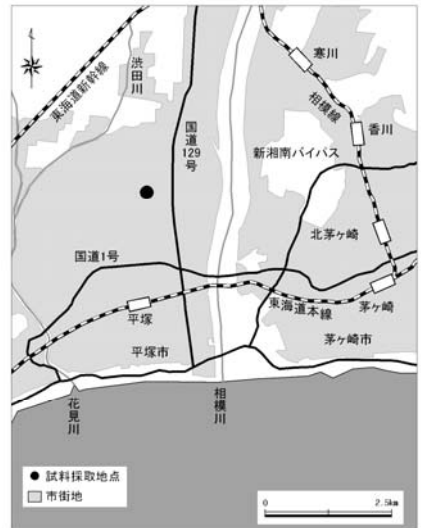 寒川
渋田川
東海道新幹線
相模線
国道129号
香川
新湘南バイパス
北茅ヶ崎
国道1号
茅ヶ崎
東海道本線
平塚
平塚市
茅ヶ崎市
花見川
相模川
試料採取地点
市街地
0 2.5km